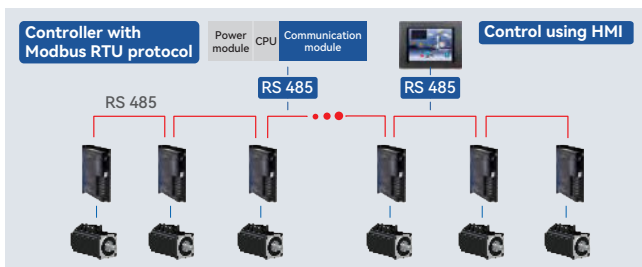 Controller with
Modbus RTU protocol
Power
module
CPU
Communication
module
Control using HMI
RS 485
RS 485
RS 485